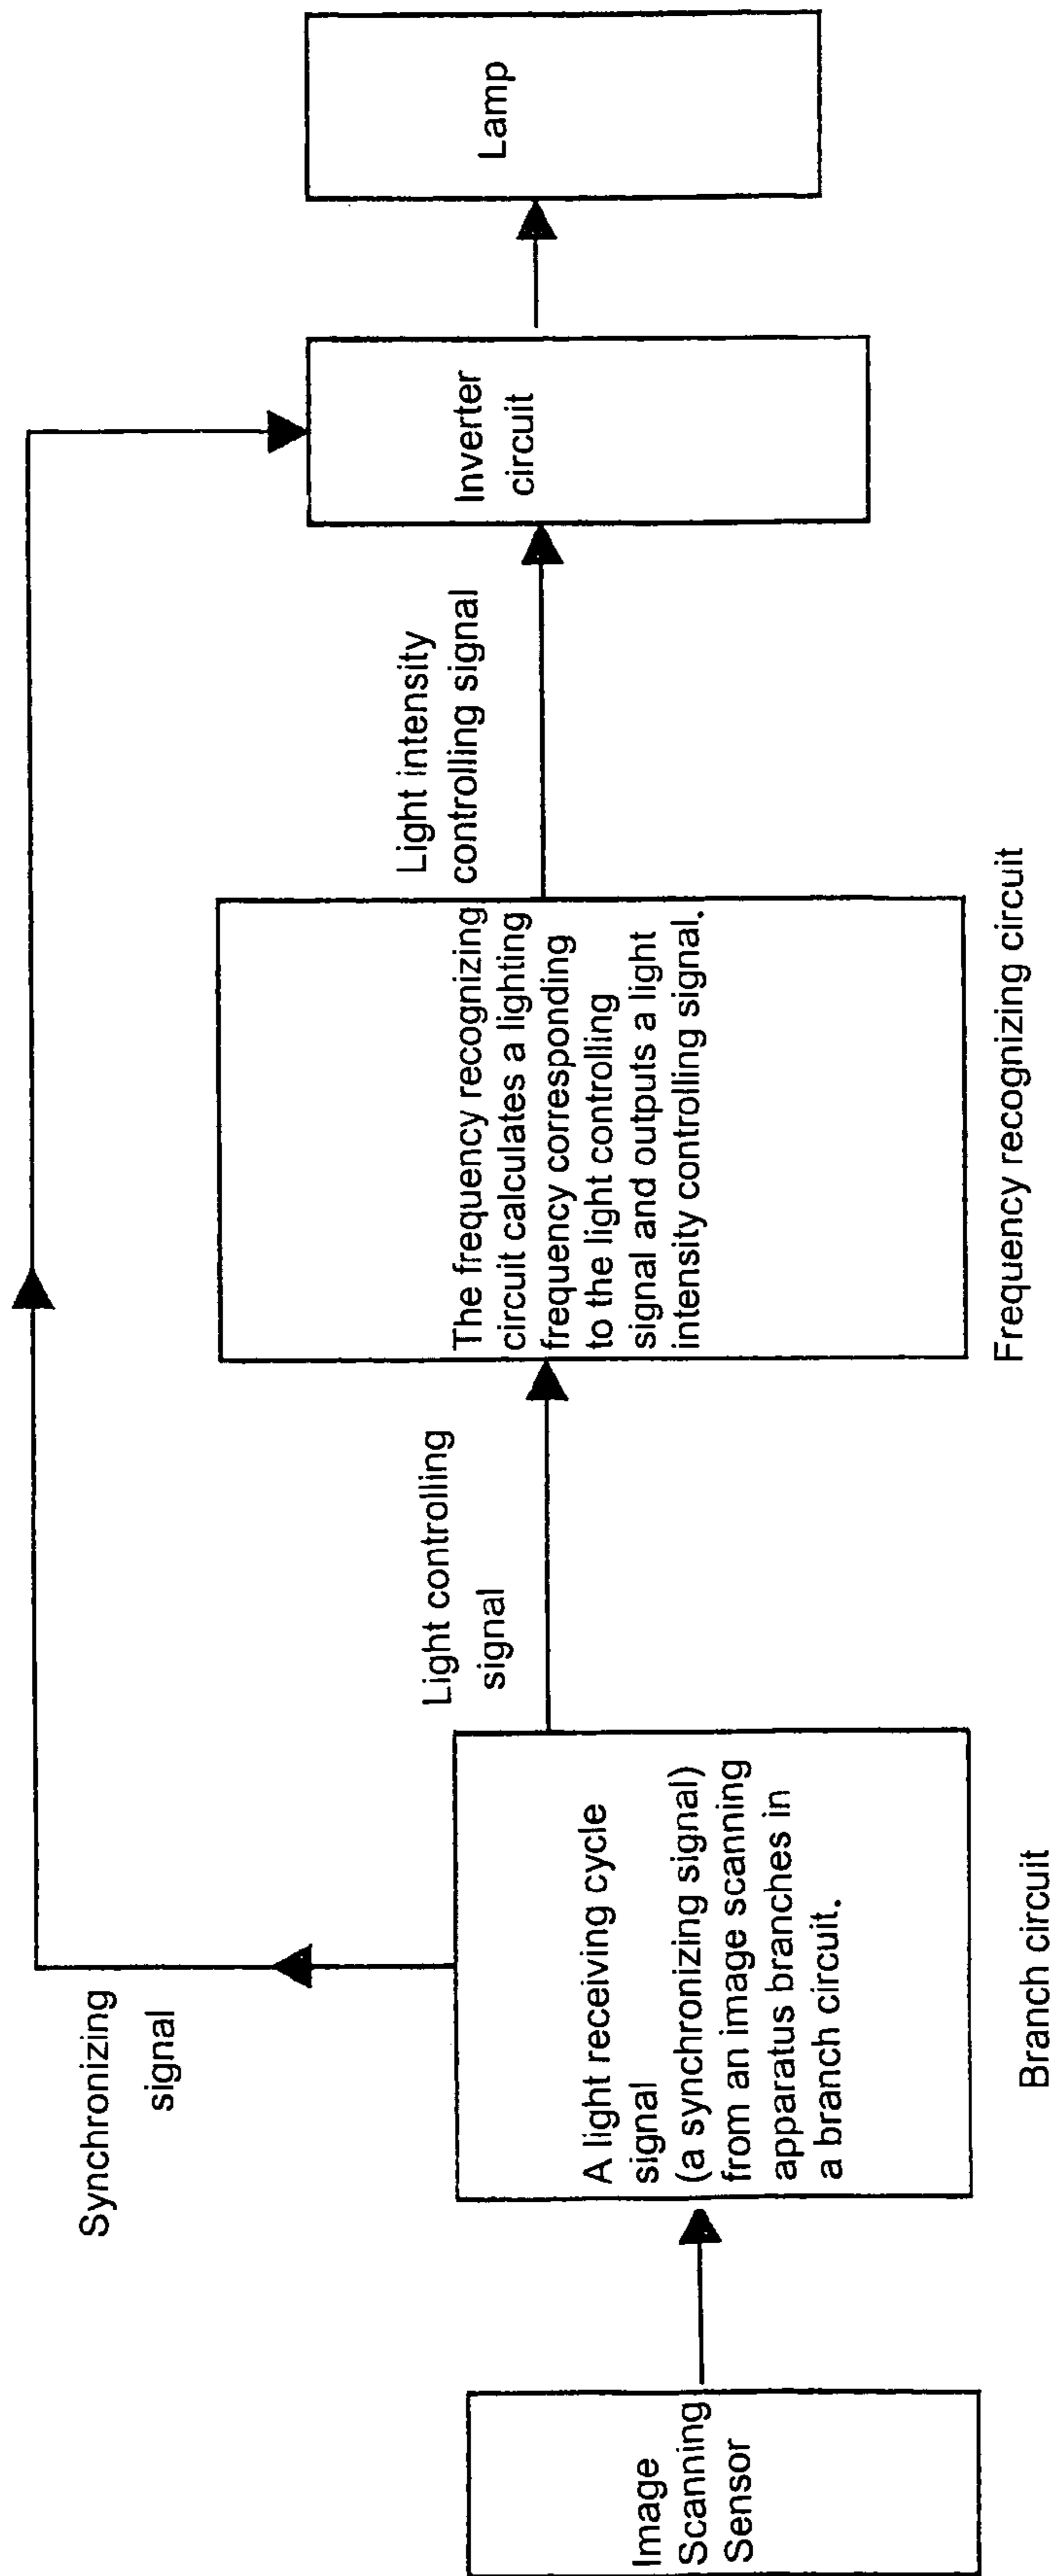 Synchronizing
signal
Image
Scanning
Sensor
A light receiving cycle
signal
(a synchronizing signal)
from an image scanning
apparatus branches in
a branch circuit.
Branch circuit
Light controlling
signal
The frequency recognizing
circuit calculates a lighting
frequency corresponding
to the light controlling
signal and outputs a light
intensity controlling signal.
Frequency recognizing circuit
Light intensity
controlling signal
Inverter
circuit
Lamp